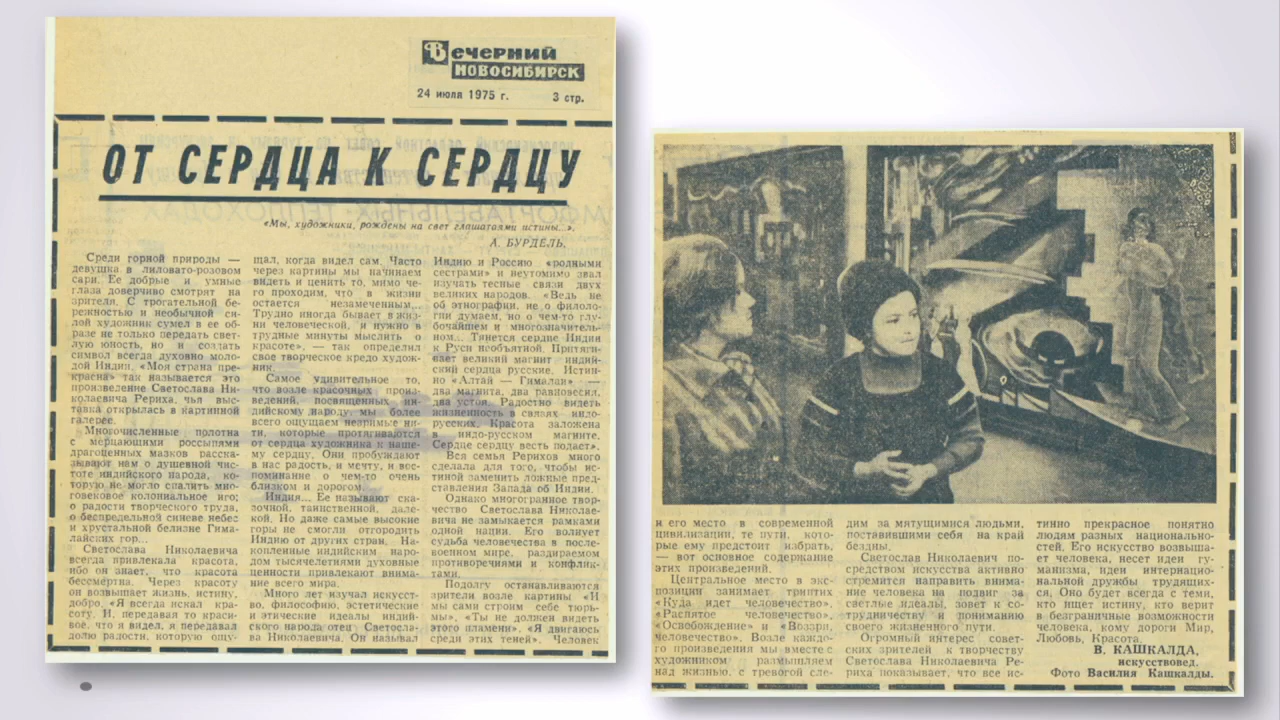 Вечерний
НОВОСИБИРСК
24 июля 1975 г. 3 стр.
ОТ СЕРДЦА К СЕРДЦУ
«Мы, художники, рождены на свет глашатаями истины...».
А. БУРДЕЛЬ.
Среди горной природы —
девушка в лиловато-розовом
сари. Ее добрые и умные
глаза доверчиво смотрят на
зрителя. С трогательной бе-
режностью и необычной си-
лой художник сумел в ее об-
разе не только передать свет-
лую юность, но и создать
символ всегда духовно моло-
дой Индии. «Моя страна пре-
красна» так называется это
произведение Светослава Ни-
колаевича Рериха, чья выс-
тавка открылась в картинной
галерее.
Многочисленные полотна
с мерцающими россыпями
драгоценных мазков расска-
зывают нам о душевной чис-
тоте индийского народа, ко-
торую не могло спалить мно-
говековое колониальное иго;
о радости творческого труда,
о беспредельной синеве небес
и хрустальной белизне Гима-
лайских гор...
Светослава Николаевича
всегда привлекала красота,
ибо он знает, что красота
бессмертна. Через красоту
он возвышает жизнь, истину,
добро. «Я всегда искал кра-
соту. И, передавая то краси-
вое, что я видел, я передавал
долю радости, которую ощу-
щал, когда видел сам. Часто
через картины мы начинаем
видеть и ценить то, мимо че-
го проходим, что в жизни
остается незамеченным...
Трудно иногда бывает в жиз-
ни человеческой, и нужно в
трудные минуты мыслить о
красоте», — так определил
свое творческое кредо худож-
ник.
Самое удивительное то,
что возле красочных произ-
ведений, посвященных ин-
дийскому народу, мы более
всего ощущаем незримые ни-
ти, которые протягиваются
от сердца художника к наше-
му сердцу. Они пробуждают
в нас радость, и мечту, и вос-
поминание о чем-то очень
близком и дорогом.
Индия... Ее называют ска-
зочной, таинственной, дале-
кой. Но даже самые высокие
горы не смогли отгородить
Индию от других стран. На-
копленные индийским наро-
дом тысячелетиями духовные
ценности привлекают внима-
ние всего мира.
Много лет изучал искусст-
во, философию, эстетические
и этические идеалы индий-
ского народа отец Светосла-
ва Николаевича. Он называл
Индию и Россию «родными
сестрами» и неутомимо звал
изучать тесные связи двух
великих народов. «Ведь не
об этнографии, не о филоло-
гии думаем, но о чем-то глу-
бочайшем и многозначитель-
ном... Тянется сердце Индии
к Руси необъятной. Притяги-
вает великий магнит индий-
ский сердца русские. Истин-
но «Алтай — Гималаи» —
два магнита, два равновесия,
два устоя. Радостно видеть
жизненность в связях индо-
русских. Красота заложена
в индо-русском магните.
Сердце сердцу весть подает».
Вся семья Рерихов много
сделала для того, чтобы ис-
тиной заменить ложные пред-
ставления Запада об Индии.
Однако многогранное твор-
чество Светослава Николае-
вича не замыкается рамками
одной нации. Его волнует
судьба человечества в после-
военном мире, раздираемом
противоречиями и конфлик-
тами.
Подолгу останавливаются
зрители возле картины «И
мы сами строим себе тюрь-
мы», «Ты не должен видеть
этого пламени», «Я двигаюсь
среди этих теней». Человек
и его место в современной
цивилизации, те пути, кото-
рые ему предстоит избрать,
— вот основное содержание
этих произведений.
Центральное место в экс-
позиции занимает триптих
«Куда идет человечество»,
«Распятое человечество»,
«Освобождение» и «Воззри,
человечество». Возле каждо-
го произведения мы вместе с
художником размышляем
над жизнью, с тревогой сле-
дим за мятущимися людьми,
поставившими себя на край
бездны.
Светослав Николаевич по-
средством искусства активно
стремится направить внима-
ние человека на подвиг за
светлые идеалы, зовет к со-
трудничеству и пониманию
своего жизненного пути.
Огромный интерес совет-
ских зрителей к творчеству
Светослава Николаевича Ре-
риха показывает, что все ис-
тинно прекрасное понятно
людям разных национально-
стей. Его искусство возвыша-
ет человека, несет идеи гу-
манизма, идеи интернацио-
нальной дружбы трудящих-
ся. Оно будет всегда с теми,
кто ищет истину, кто верит
в безграничные возможности
человека, кому дороги Мир,
Любовь, Красота.
В. КАШКАЛДА,
искусствовед.
Фото Василия Кашкалды.